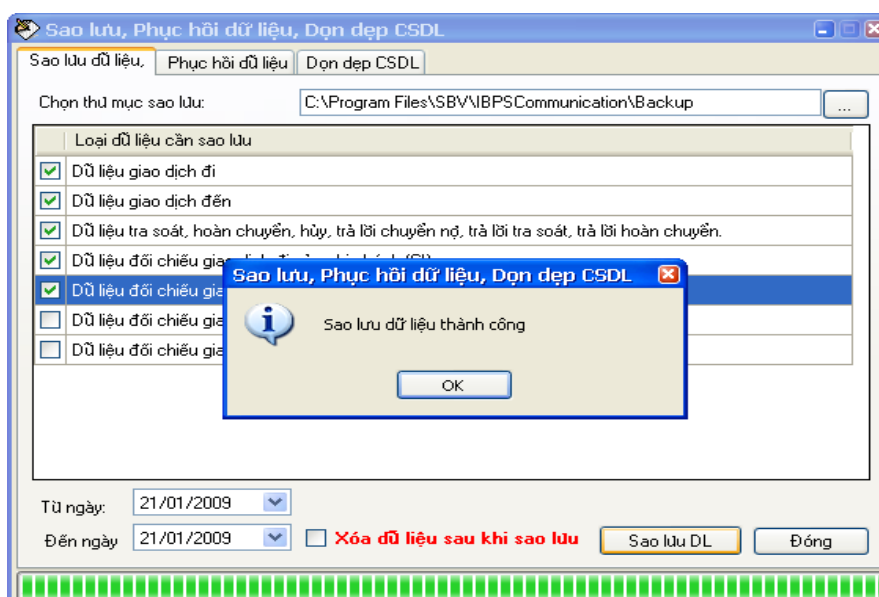 Sao lưu, Phục hồi dữ liệu, Dọn dẹp CSDL
Sao lưu dữ liệu, Phục hồi dữ liệu Dọn dẹp CSDL
Chọn thư mục sao lưu: C:\Program Files\SBV\IBPSCommunication\Backup ...
Loại dữ liệu cần sao lưu
Dữ liệu giao dịch đi
Dữ liệu giao dịch đến
Dữ liệu tra soát, hoàn chuyển, hủy, trả lời chuyển nợ, trả lời tra soát, trả lời hoàn chuyển.
Dữ liệu đối chiếu
Dữ liệu đối chiếu
Dữ liệu đối chiếu
Dữ liệu đối chiếu
Sao lưu, Phục hồi dữ liệu, Dọn dẹp CSDL
Sao lưu dữ liệu thành công
OK
Từ ngày: 21/01/2009
Đến ngày 21/01/2009 Xóa dữ liệu sau khi sao lưu Sao lưu DL Đóng